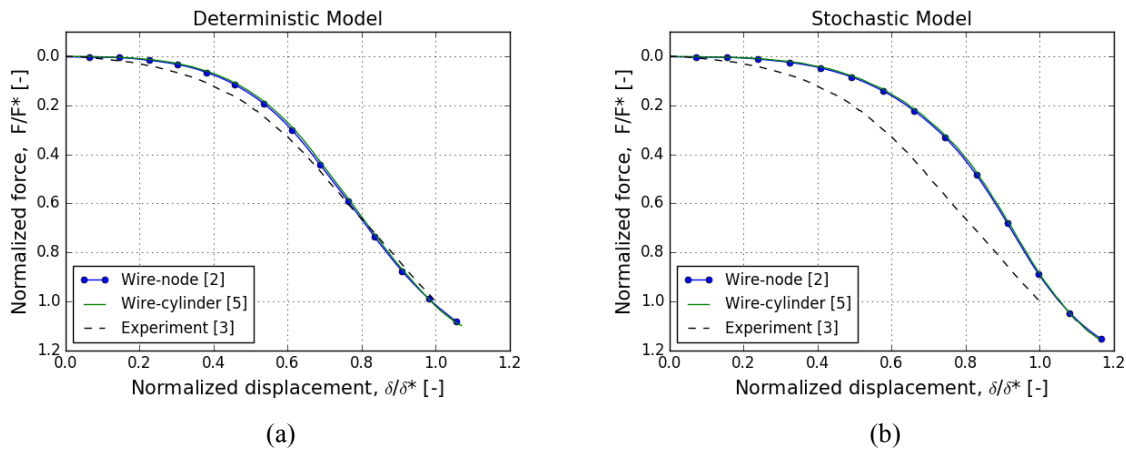 Deterministic Model
Normalized force, F/F* [-]
0.0
0.2
0.4
0.6
0.8
1.0
1.2
Wire-node [2]
Wire-cylinder [5]
Experiment [3]
0.0 0.2 0.4 0.6 0.8 1.0 1.2
Normalized displacement, δ/δ* [-]
(a)
Stochastic Model
Normalized force, F/F* [-]
0.0
0.2
0.4
0.6
0.8
1.0
1.2
Wire-node [2]
Wire-cylinder [5]
Experiment [3]
0.0 0.2 0.4 0.6 0.8 1.0 1.2
Normalized displacement, δ/δ* [-]
(b)